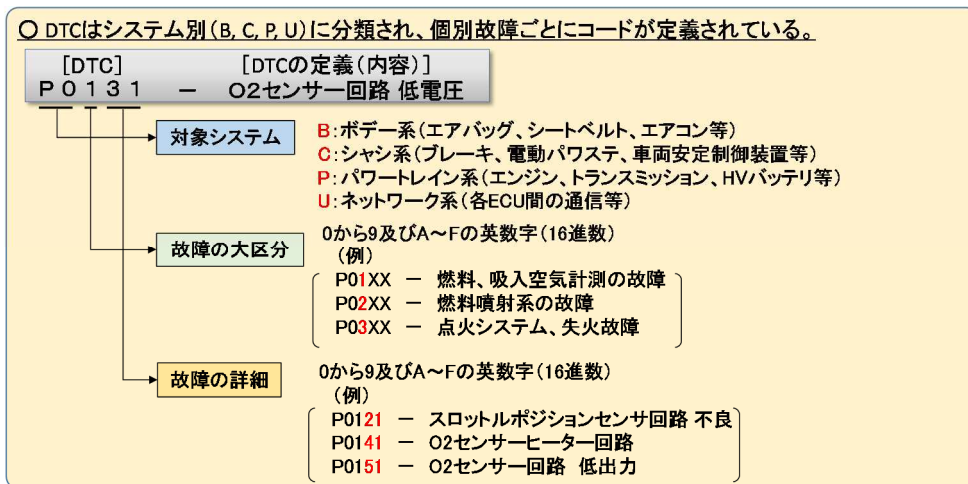 ○ DTCはシステム別(B, C, P, U)に分類され、個別故障ごとにコードが定義されている。
[DTC] [DTCの定義(内容)]
P0131 － O2センサー回路 低電圧
対象システム
B:ボデー系(エアバッグ、シートベルト、エアコン等)
C:シャシ系(ブレーキ、電動パワステ、車両安定制御装置等)
P:パワートレイン系(エンジン、トランスミッション、HVバッテリ等)
U:ネットワーク系(各ECU間の通信等)
故障の大区分
0から9及びA～Fの英数字(16進数)
(例)
P01XX － 燃料、吸入空気計測の故障
P02XX － 燃料噴射系の故障
P03XX － 点火システム、失火故障
故障の詳細
0から9及びA～Fの英数字(16進数)
(例)
P0121 － スロットルポジションセンサ回路 不良
P0141 － O2センサーヒーター回路
P0151 － O2センサー回路 低出力